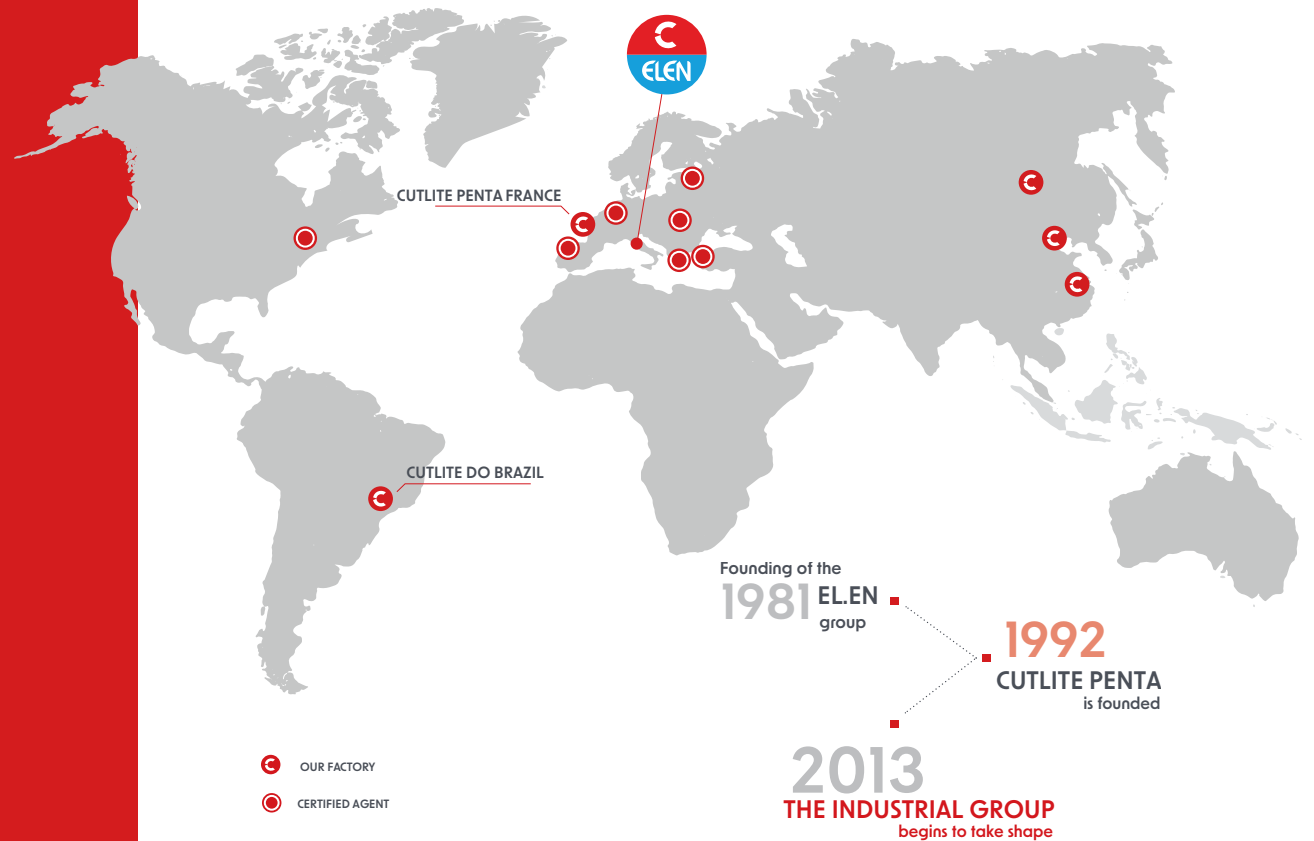 ELEN
CUTLITE PENTA FRANCE
CUTLITE DO BRAZIL
Founding of the
1981 EL.EN
group
1992
CUTLITE PENTA
is founded
2013
THE INDUSTRIAL GROUP
begins to take shape
OUR FACTORY
CERTIFIED AGENT